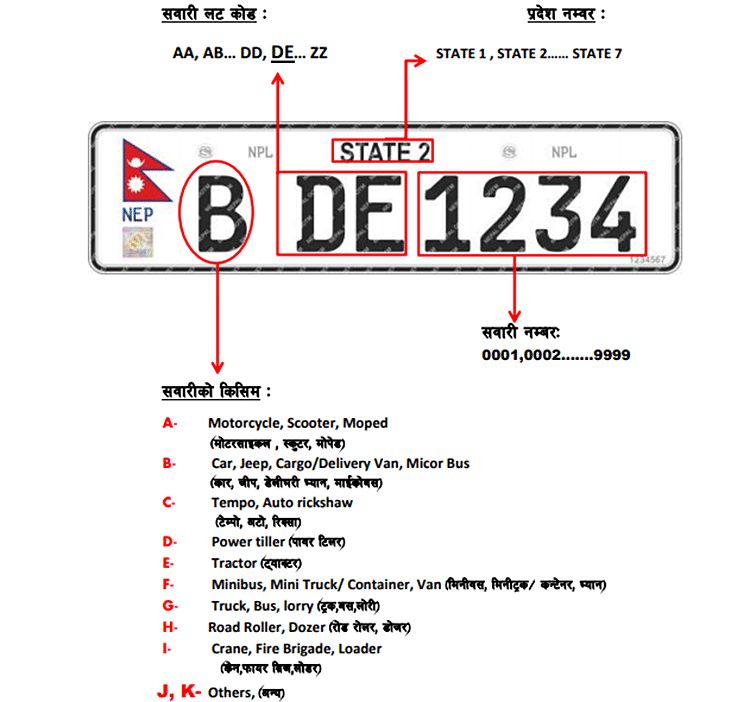 सवारी लट कोड :
प्रदेश नम्वर :
AA, AB... DD, DE... ZZ
STATE 1 , STATE 2...... STATE 7
NPL
STATE 2
NPL
NEP
B DE 1234
1234567
सवारी नम्बर:
0001,0002.......9999
सवारीको किसिम :
A- Motorcycle, Scooter, Moped
(मोटरसाइकल , स्कुटर, मोपेड)
B- Car, Jeep, Cargo/Delivery Van, Micor Bus
(कार, जीप, डेलीभरी भ्यान, माईक्रोबस)
C- Tempo, Auto rickshaw
(टेम्पो, अटो, रिक्सा)
D- Power tiller (पावर टिलर)
E- Tractor (ट्याक्टर)
F- Minibus, Mini Truck/ Container, Van (मिनीबस, मिनीट्रक/ कन्टेनर, भ्यान)
G- Truck, Bus, lorry (ट्रक,बस,लोरी)
H- Road Roller, Dozer (रोड रोलर, डोजर)
I- Crane, Fire Brigade, Loader
(क्रेन,फायर ब्रिज,लोडर)
J, K- Others, (अन्य)